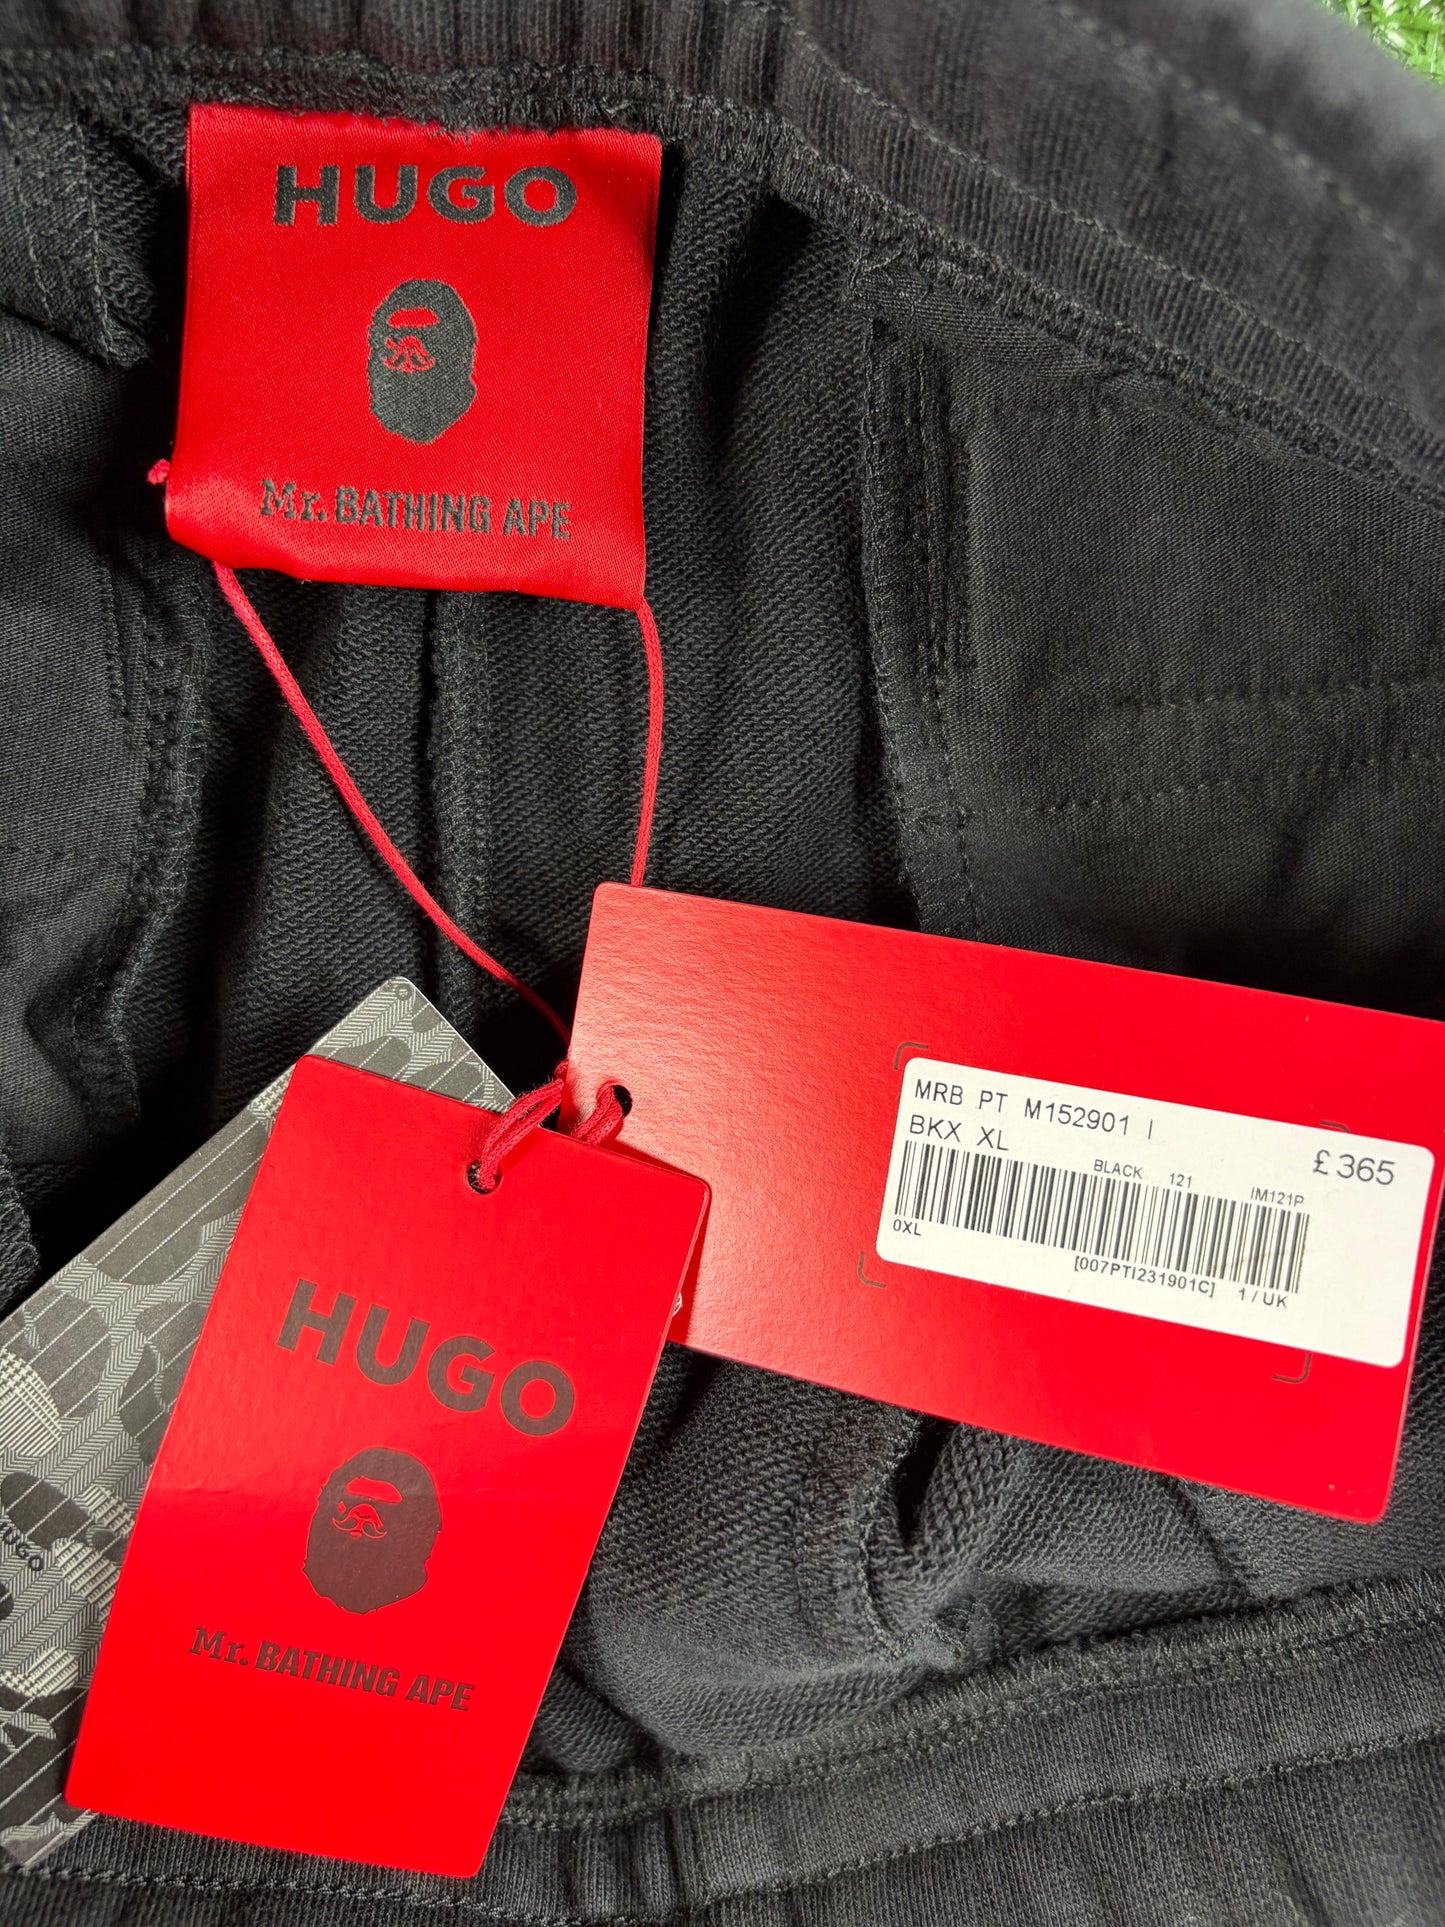 HUGO
Mr. BATHING APE
MRB PT M152901 I
BKX XL
£365
BLACK 121 IM121P
0XL
[007PTI231901C] 1/UK
HUGO
Mr. BATHING APE
HUGO